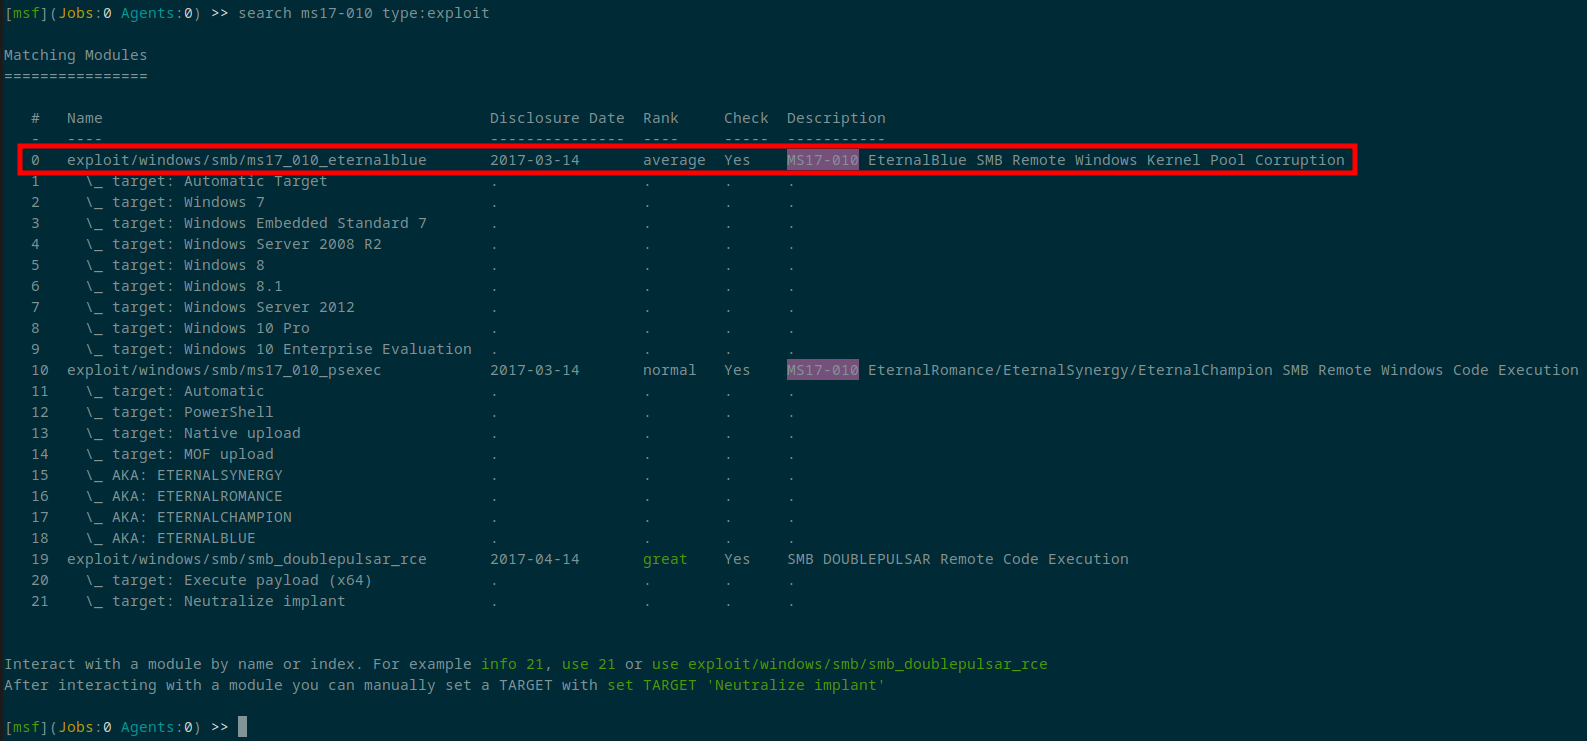 [msf](Jobs:0 Agents:0) >> search ms17-010 type:exploit
Matching Modules
================
# Name Disclosure Date Rank Check Description
- ---- --------------- ---- ----- -----------
0 exploit/windows/smb/ms17_010_eternalblue 2017-03-14 average Yes MS17-010 EternalBlue SMB Remote Windows Kernel Pool Corruption
1 \_ target: Automatic Target . . . .
2 \_ target: Windows 7 . . . .
3 \_ target: Windows Embedded Standard 7 . . . .
4 \_ target: Windows Server 2008 R2 . . . .
5 \_ target: Windows 8 . . . .
6 \_ target: Windows 8.1 . . . .
7 \_ target: Windows Server 2012 . . . .
8 \_ target: Windows 10 Pro . . . .
9 \_ target: Windows 10 Enterprise Evaluation . . . .
10 exploit/windows/smb/ms17_010_psexec 2017-03-14 normal Yes MS17-010 EternalRomance/EternalSynergy/EternalChampion SMB Remote Windows Code Execution
11 \_ target: Automatic . . . .
12 \_ target: PowerShell . . . .
13 \_ target: Native upload . . . .
14 \_ target: MOF upload . . . .
15 \_ AKA: ETERNALSYNERGY . . . .
16 \_ AKA: ETERNALROMANCE . . . .
17 \_ AKA: ETERNALCHAMPION . . . .
18 \_ AKA: ETERNALBLUE . . . .
19 exploit/windows/smb/smb_doublepulsar_rce 2017-04-14 great Yes SMB DOUBLEPULSAR Remote Code Execution
20 \_ target: Execute payload (x64) . . . .
21 \_ target: Neutralize implant . . . .
Interact with a module by name or index. For example info 21, use 21 or use exploit/windows/smb/smb_doublepulsar_rce
After interacting with a module you can manually set a TARGET with set TARGET 'Neutralize implant'
[msf](Jobs:0 Agents:0) >>